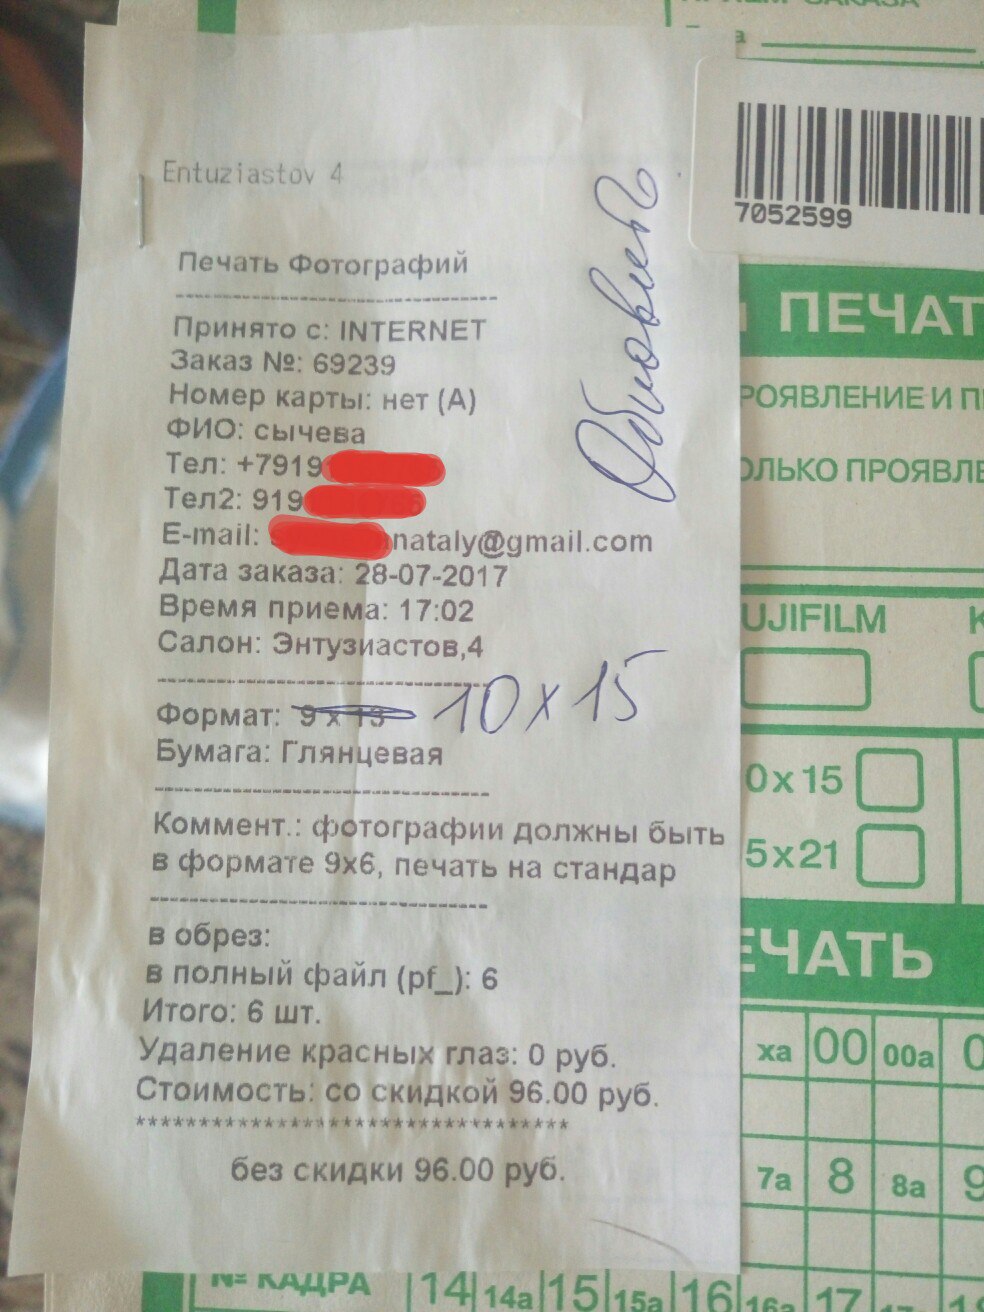 Entuziastov 4
Печать Фотографий
--------------------------------
Принято с: INTERNET
Заказ №: 69239
Номер карты: нет (А)
ФИО: сычева
Тел: +7919
Тел2: 919
E-mail: nataly@gmail.com
Дата заказа: 28-07-2017
Время приема: 17:02
Салон: Энтузиастов,4
--------------------------------
Формат: 9 x 13 10 x 15
Бумага: Глянцевая
--------------------------------
Коммент.: фотографии должны быть
в формате 9x6, печать на стандар
--------------------------------
в обрез:
в полный файл (pf_): 6
Итого: 6 шт.
Удаление красных глаз: 0 руб.
Стоимость: со скидкой 96.00 руб.
**********************************
без скидки 96.00 руб.
7052599
ПЕЧАТ
РОЯВЛЕНИЕ И П
ОЛЬКО ПРОЯВЛЕ
UJIFILM K
0x15
5x21
ЕЧАТЬ
xa 00 00a 0
7a 8 8a 9
№ КАДРА 14 14a 15 15a 16 16a 17